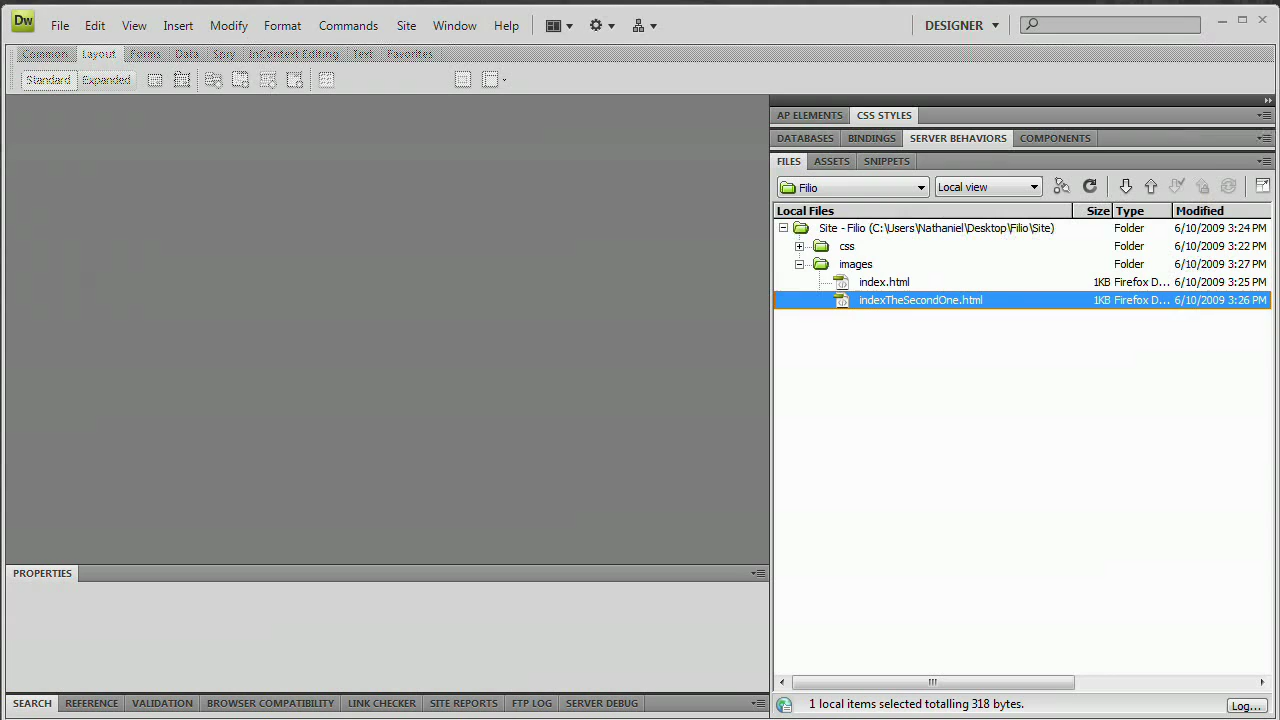 Dw File Edit View Insert Modify Format Commands Site Window Help DESIGNER
Common Layout Forms Data Spry InContext Editing Text Favorites
Standard Expanded
AP ELEMENTS CSS STYLES
DATABASES BINDINGS SERVER BEHAVIORS COMPONENTS
FILES ASSETS SNIPPETS
Filio Local view
Local Files Size Type Modified
Site - Filio (C:\Users\Nathaniel\Desktop\Filio\Site) Folder 6/10/2009 3:24 PM
css Folder 6/10/2009 3:22 PM
images Folder 6/10/2009 3:27 PM
index.html 1KB Firefox D... 6/10/2009 3:25 PM
indexTheSecondOne.html 1KB Firefox D... 6/10/2009 3:26 PM
PROPERTIES
SEARCH REFERENCE VALIDATION BROWSER COMPATIBILITY LINK CHECKER SITE REPORTS FTP LOG SERVER DEBUG
1 local items selected totalling 318 bytes. Log...